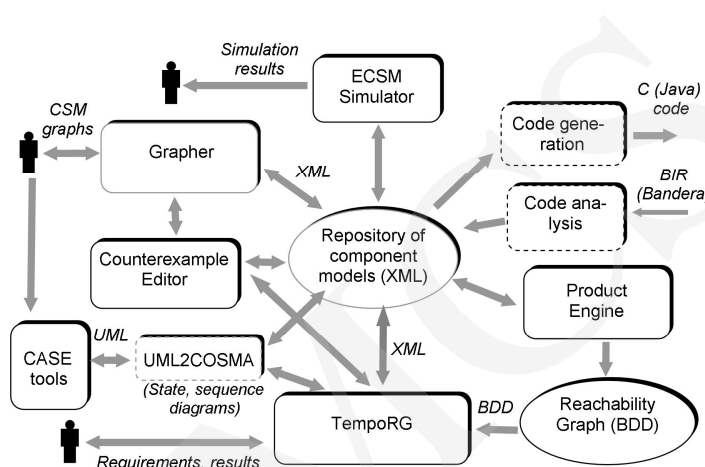 Simulation
results
ECSM
Simulator
C (Java)
code
CSM
graphs
Code gene-
ration
Grapher
XML
BIR
(Bandera)
Code ana-
lysis
Repository of
component
models (XML)
Counterexample
Editor
Product
Engine
UML
CASE
tools
UML2COSMA
XML
(State, sequence
diagrams)
TempoRG
BDD
Reachability
Graph (BDD)
Requirements, results